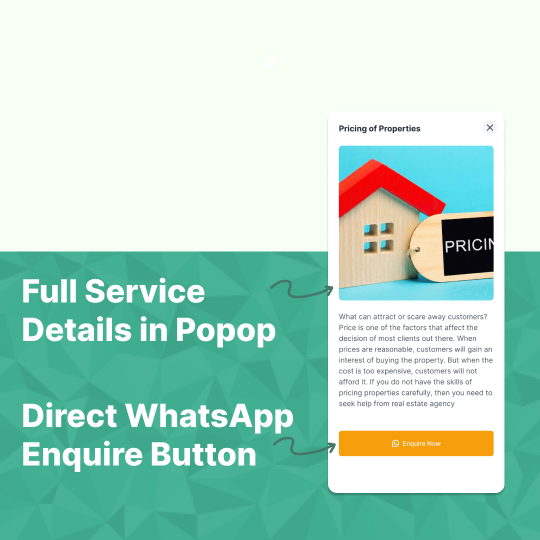 Pricing of Properties
PRICIN
Full Service
Details in Popop
What can attract or scare away customers?
Price is one of the factors that affect the
decision of most clients out there. When
prices are reasonable, customers will gain an
interest of buying the property. But when the
cost is too expensive, customers will not
afford it. If you do not have the skills of
pricing properties carefully, then you need to
seek help from real estate agency
Direct WhatsApp
Enquire Button
Enquire Now